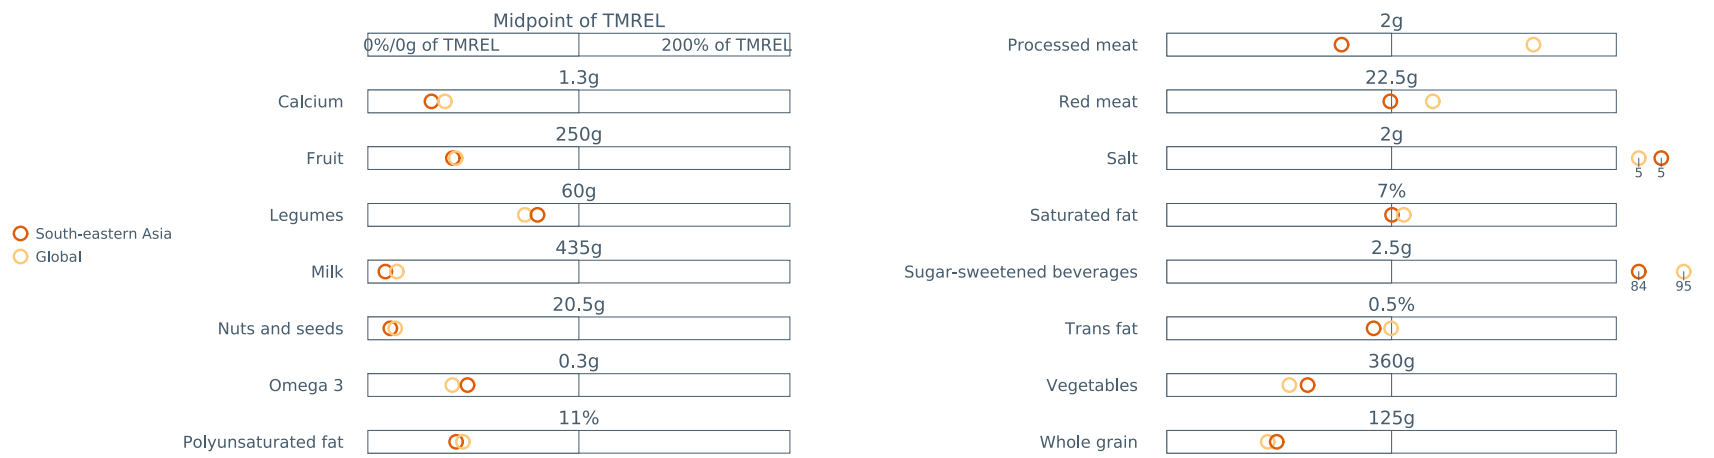 Midpoint of TMREL
0%/0g of TMREL
200% of TMREL
1.3g
Calcium
250g
Fruit
60g
Legumes
435g
Milk
20.5g
Nuts and seeds
0.3g
Omega 3
11%
Polyunsaturated fat
South-eastern Asia
Global
2g
Processed meat
22.5g
Red meat
2g
Salt
5
5
7%
Saturated fat
2.5g
Sugar-sweetened beverages
84
95
0.5%
Trans fat
360g
Vegetables
125g
Whole grain